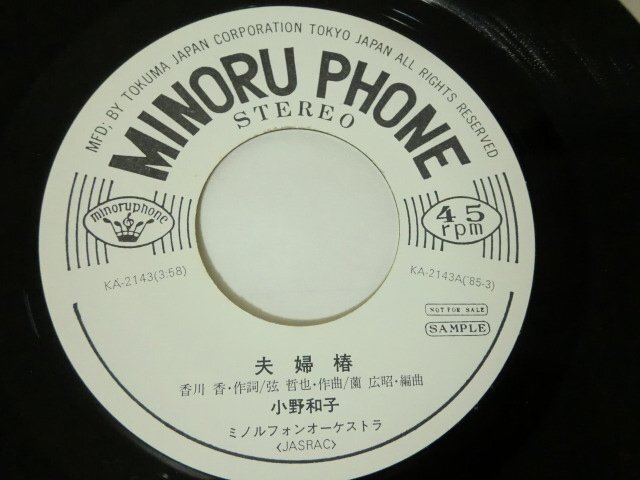 MFD; BY TOKUMA JAPAN CORPORATION TOKYO JAPAN ALL RIGHTS RESERVED
MINORU PHONE
STEREO
minoruphone
45
rpm
KA-2143(3:58)
KA-2143A('85-3)
NOT FOR SALE
SAMPLE
夫婦椿
香川 香・作詞/弦 哲也・作曲/蘭 広昭・編曲
小野和子
ミノルフォンオーケストラ
〈JASRAC〉